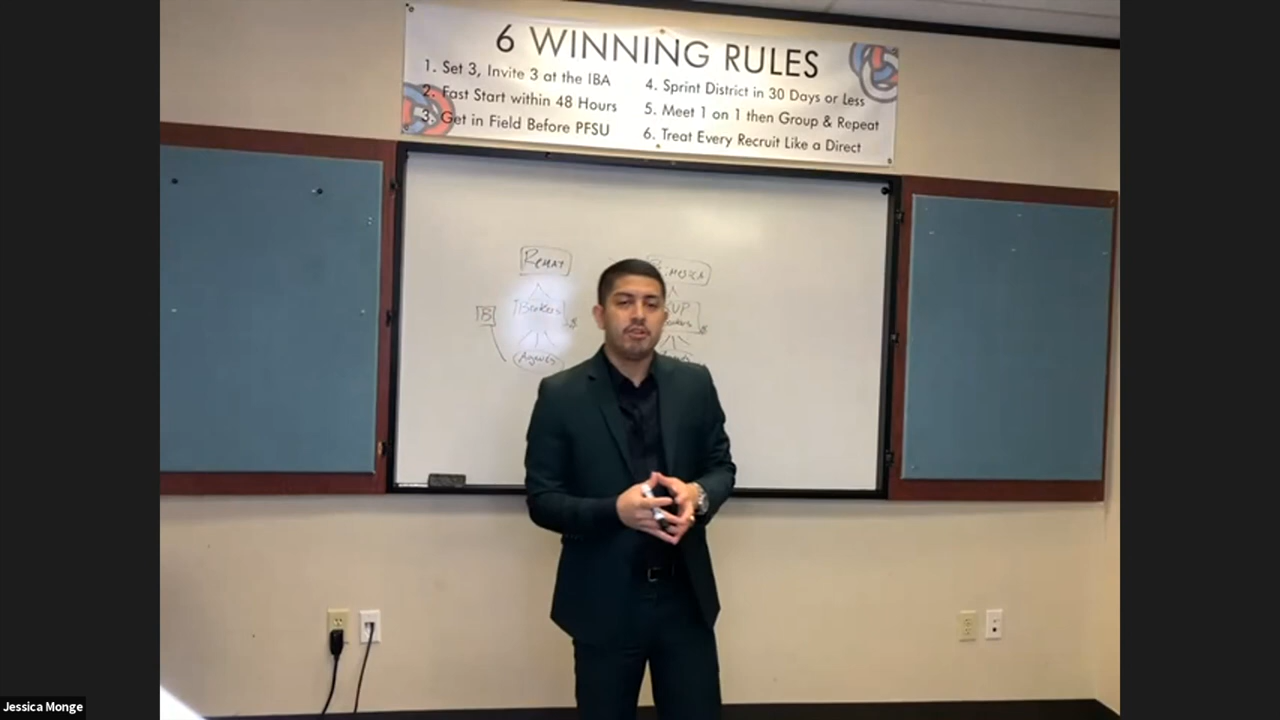 6 WINNING RULES
1. Set 3, Invite 3 at the IBA
2. Fast Start within 48 Hours
3. Get in Field Before PFSU
4. Sprint District in 30 Days or Less
5. Meet 1 on 1 then Group & Repeat
6. Treat Every Recruit Like a Direct
B
Brokers
$
Agents
$
Jessica Monge